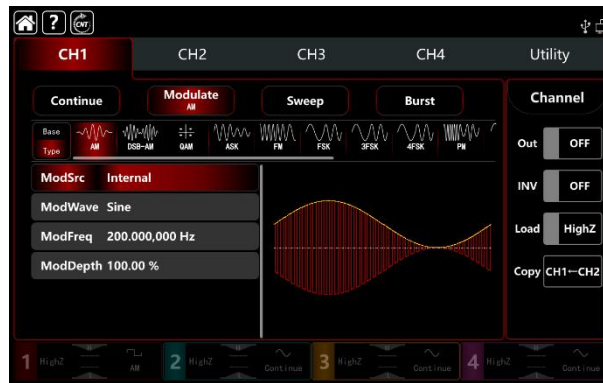 ? CNT
CH1 CH2 CH3 CH4 Utility
Continue Modulate AM Sweep Burst Channel
Base Type AM DSB-AM QAM ASK FM FSK 3FSK 4FSK PM
Out OFF
ModSrc Internal
INV OFF
ModWave Sine
ModFreq 200.000,000 Hz
Load HighZ
ModDepth 100.00 %
Copy CH1←CH2
1 HighZ AM 2 HighZ Continue 3 HighZ Continue 4 HighZ Continue